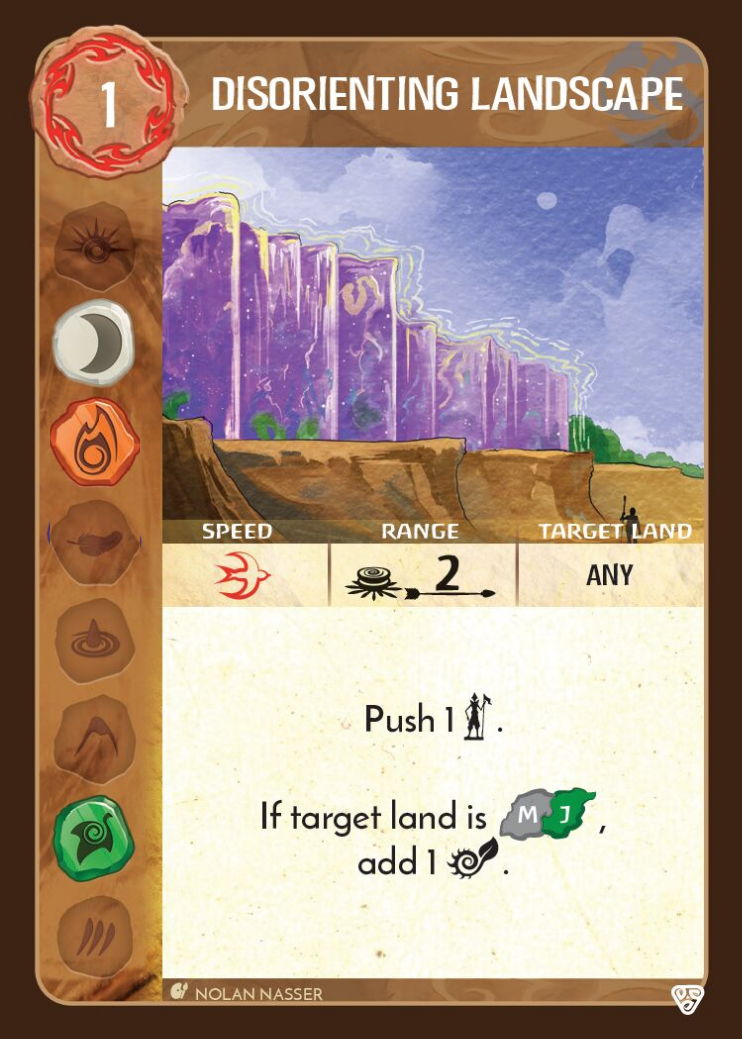 1
DISORIENTING LANDSCAPE
SPEED RANGE TARGET LAND
2 ANY
Push 1 .
If target land is M J ,
add 1 .
NOLAN NASSER